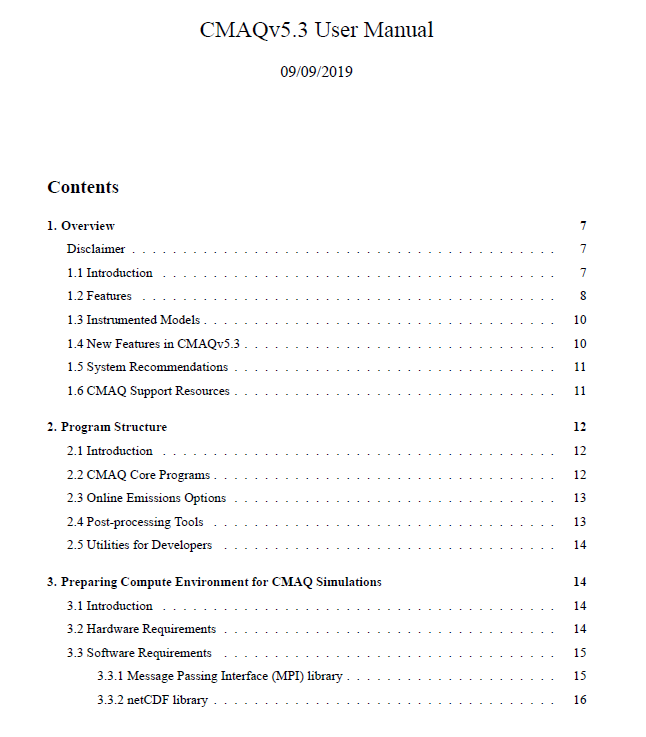 CMAQv5.3 User Manual
09/09/2019
Contents
1. Overview 7
Disclaimer . . . . . . . . . . . . . . . . . . . . . . . . . . . . . . . . . . . . . . . . . . 7
1.1 Introduction . . . . . . . . . . . . . . . . . . . . . . . . . . . . . . . . . . . . . . . 7
1.2 Features . . . . . . . . . . . . . . . . . . . . . . . . . . . . . . . . . . . . . . . . . 8
1.3 Instrumented Models . . . . . . . . . . . . . . . . . . . . . . . . . . . . . . . . . . . 10
1.4 New Features in CMAQv5.3 . . . . . . . . . . . . . . . . . . . . . . . . . . . . . . . 10
1.5 System Recommendations . . . . . . . . . . . . . . . . . . . . . . . . . . . . . . . . 11
1.6 CMAQ Support Resources . . . . . . . . . . . . . . . . . . . . . . . . . . . . . . . . 11
2. Program Structure 12
2.1 Introduction . . . . . . . . . . . . . . . . . . . . . . . . . . . . . . . . . . . . . . . 12
2.2 CMAQ Core Programs . . . . . . . . . . . . . . . . . . . . . . . . . . . . . . . . . . 12
2.3 Online Emissions Options . . . . . . . . . . . . . . . . . . . . . . . . . . . . . . . . 13
2.4 Post-processing Tools . . . . . . . . . . . . . . . . . . . . . . . . . . . . . . . . . . 13
2.5 Utilities for Developers . . . . . . . . . . . . . . . . . . . . . . . . . . . . . . . . . 14
3. Preparing Compute Environment for CMAQ Simulations 14
3.1 Introduction . . . . . . . . . . . . . . . . . . . . . . . . . . . . . . . . . . . . . . . 14
3.2 Hardware Requirements . . . . . . . . . . . . . . . . . . . . . . . . . . . . . . . . . 14
3.3 Software Requirements . . . . . . . . . . . . . . . . . . . . . . . . . . . . . . . . . 15
3.3.1 Message Passing Interface (MPI) library . . . . . . . . . . . . . . . . . . . . . 15
3.3.2 netCDF library . . . . . . . . . . . . . . . . . . . . . . . . . . . . . . . . . . 16